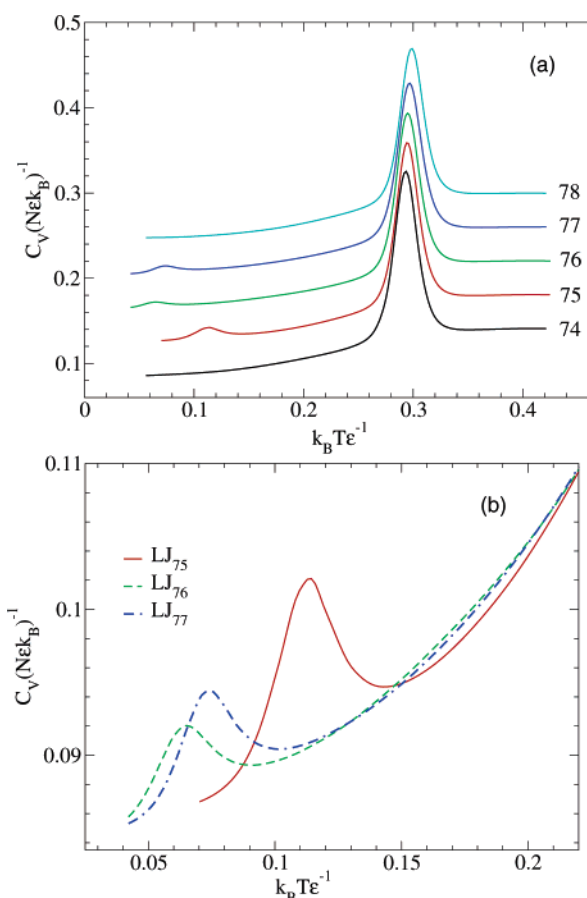 0.5
(a)
0.4
C_V(Nεk_B)^-1
0.3
78
77
0.2
76
75
0.1
74
0 0.1 0.2 0.3 0.4
k_BTε^-1
0.11
(b)
LJ_75
LJ_76
LJ_77
C_V(Nεk_B)^-1
0.1
0.09
0.05 0.1 0.15 0.2
k_BTε^-1